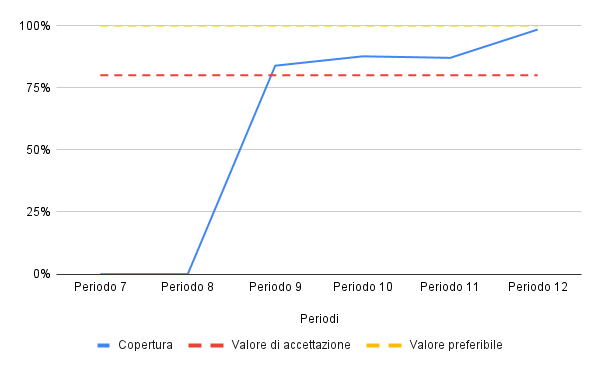 100%
75%
50%
25%
0%
Periodo 7 Periodo 8 Periodo 9 Periodo 10 Periodo 11 Periodo 12
Periodi
Copertura Valore di accettazione Valore preferibile